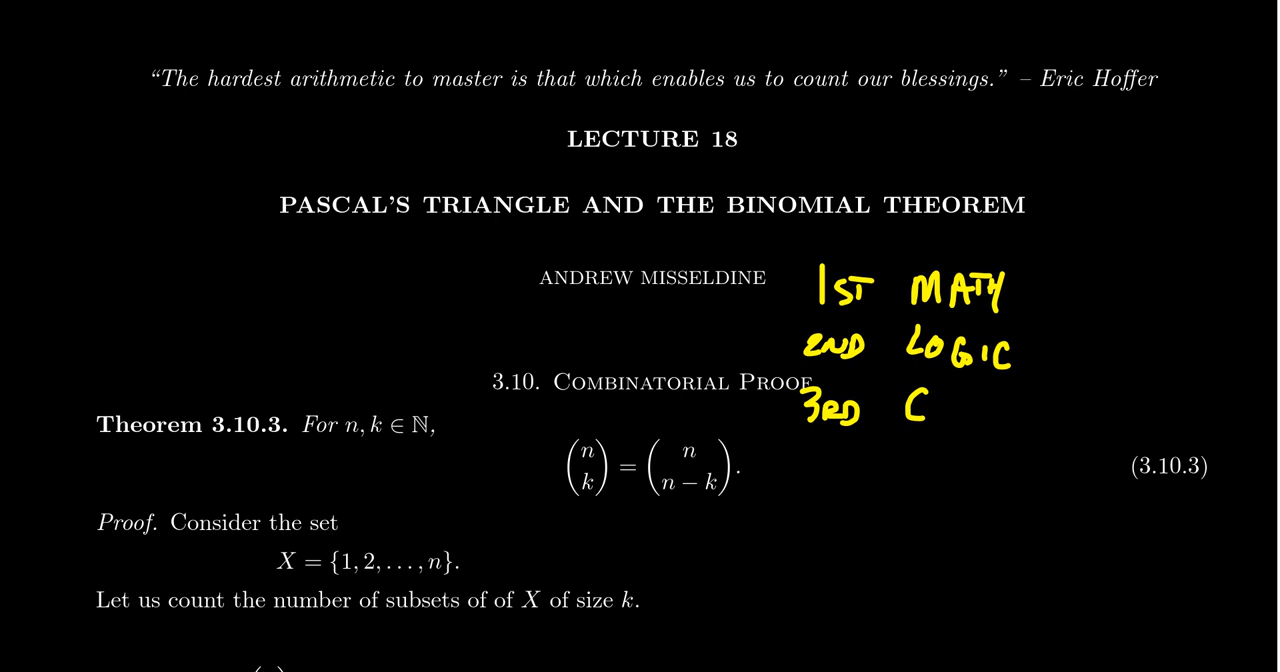 “The hardest arithmetic to master is that which enables us to count our blessings.” – Eric Hoffer
LECTURE 18
PASCAL'S TRIANGLE AND THE BINOMIAL THEOREM
ANDREW MISSELDINE
1ST MATH
2ND LOGIC
3.10. COMBINATORIAL PROOF
3RD C
Theorem 3.10.3. For n, k ∈ ℕ,
(n k) = (n n − k). (3.10.3)
Proof. Consider the set
X = {1, 2, . . . , n}.
Let us count the number of subsets of of X of size k.